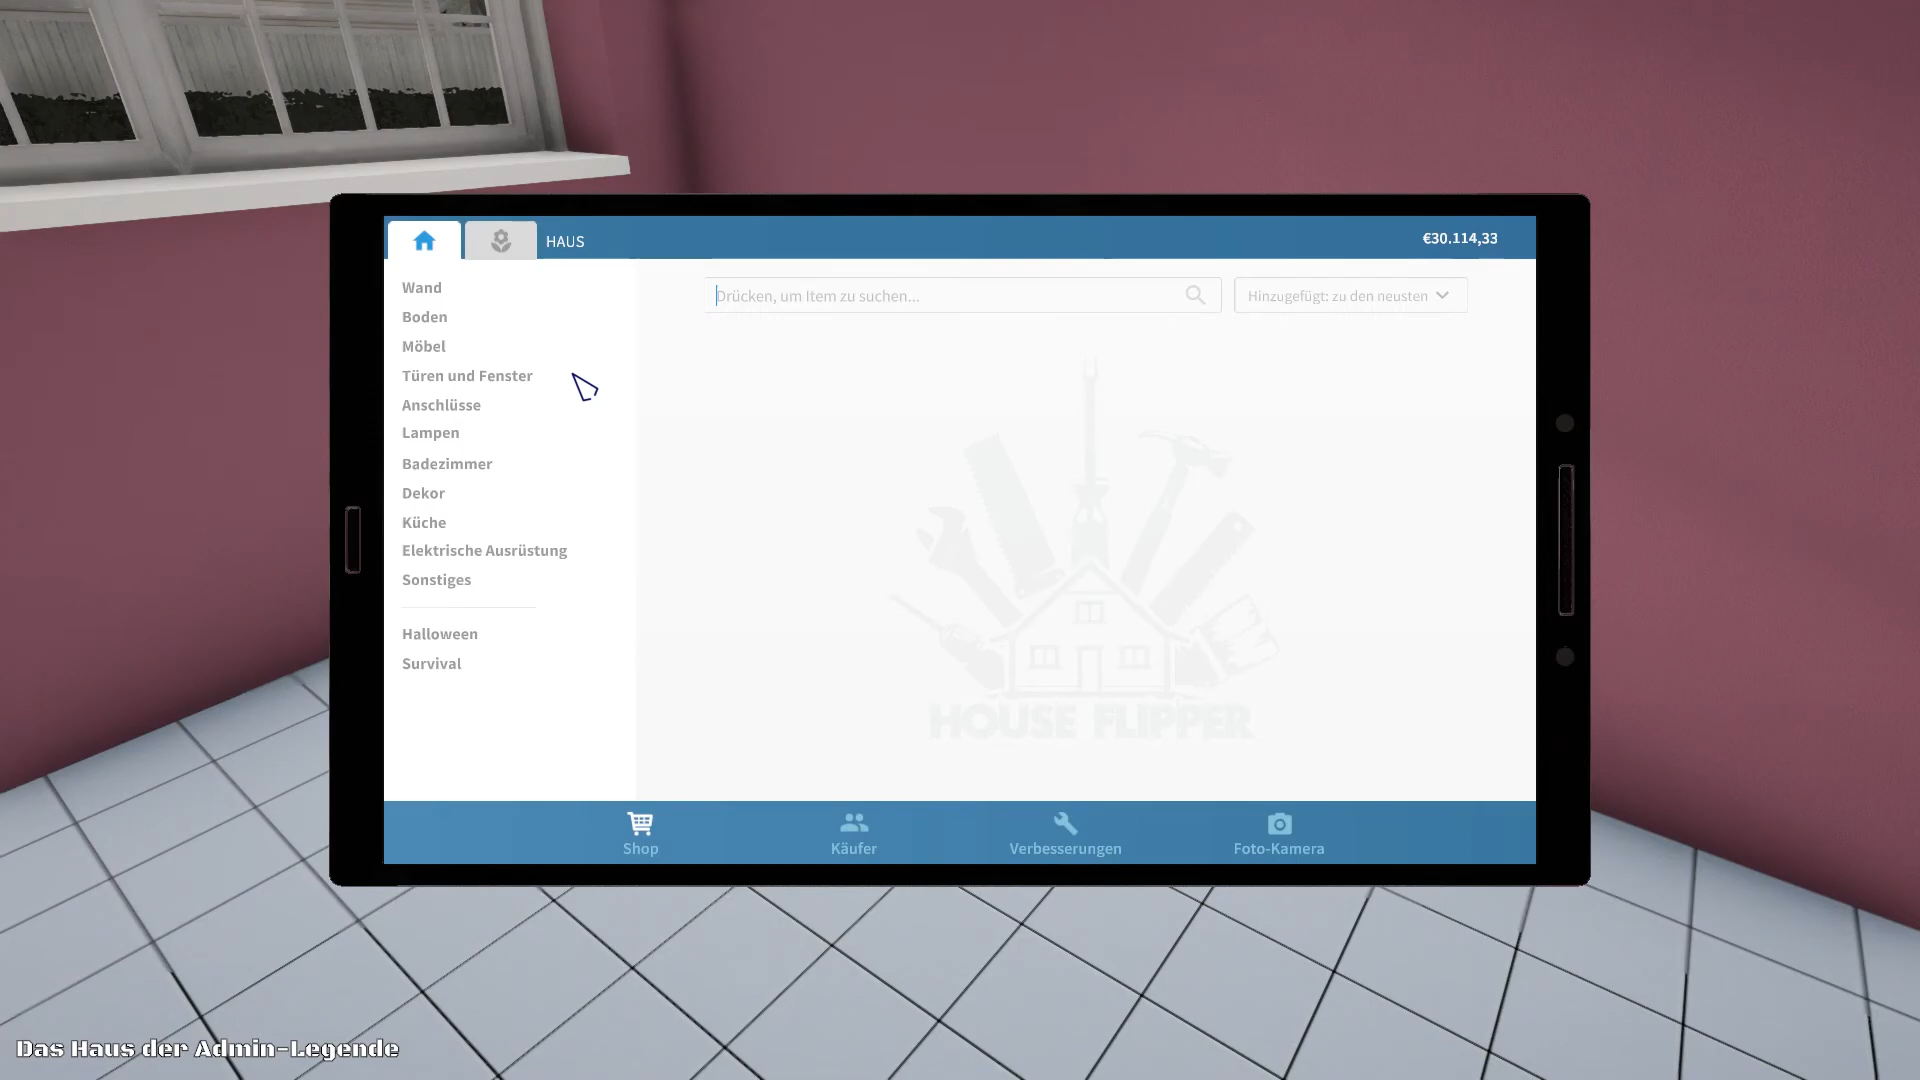 HAUS
€30.114,33
Wand
Boden
Möbel
Türen und Fenster
Anschlüsse
Lampen
Badezimmer
Dekor
Küche
Elektrische Ausrüstung
Sonstiges
Halloween
Survival
Drücken, um Item zu suchen...
Hinzugefügt: zu den neusten
HOUSE FLIPPER
Shop
Käufer
Verbesserungen
Foto-Kamera
Das Haus der Admin-Legende